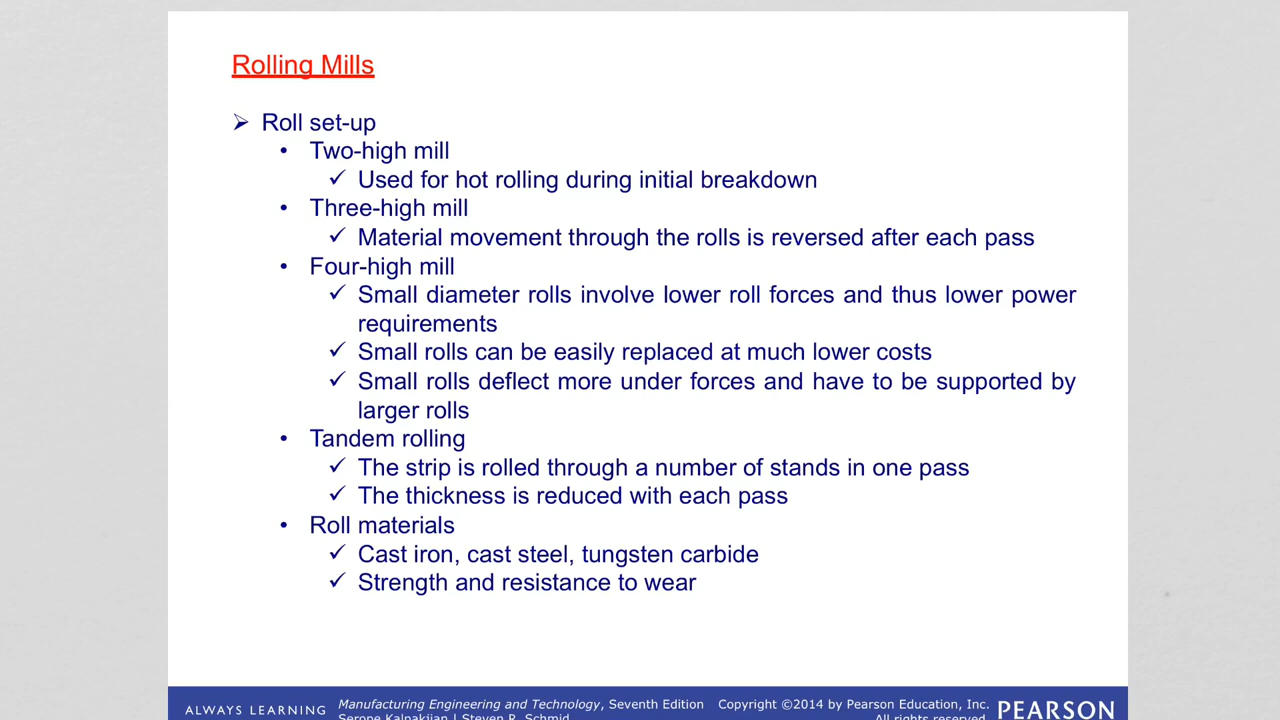 Rolling Mills
➢ Roll set-up
• Two-high mill
✓ Used for hot rolling during initial breakdown
• Three-high mill
✓ Material movement through the rolls is reversed after each pass
• Four-high mill
✓ Small diameter rolls involve lower roll forces and thus lower power
requirements
✓ Small rolls can be easily replaced at much lower costs
✓ Small rolls deflect more under forces and have to be supported by
larger rolls
• Tandem rolling
✓ The strip is rolled through a number of stands in one pass
✓ The thickness is reduced with each pass
• Roll materials
✓ Cast iron, cast steel, tungsten carbide
✓ Strength and resistance to wear
ALWAYS LEARNING
Manufacturing Engineering and Technology, Seventh Edition
Serope Kalpakjian | Steven R. Schmid
Copyright ©2014 by Pearson Education, Inc.
All rights reserved.
PEARSON